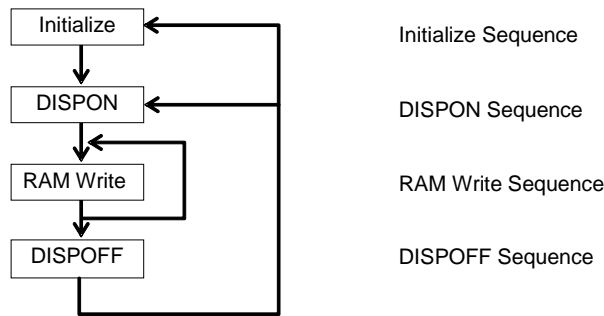 Initialize Initialize Sequence
DISPON DISPON Sequence
RAM Write RAM Write Sequence
DISPOFF DISPOFF Sequence